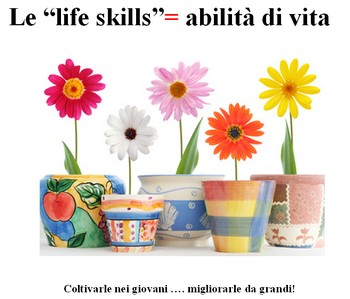 Le “life skills”= abilità di vita
Coltivarle nei giovani …. migliorarle da grandi!